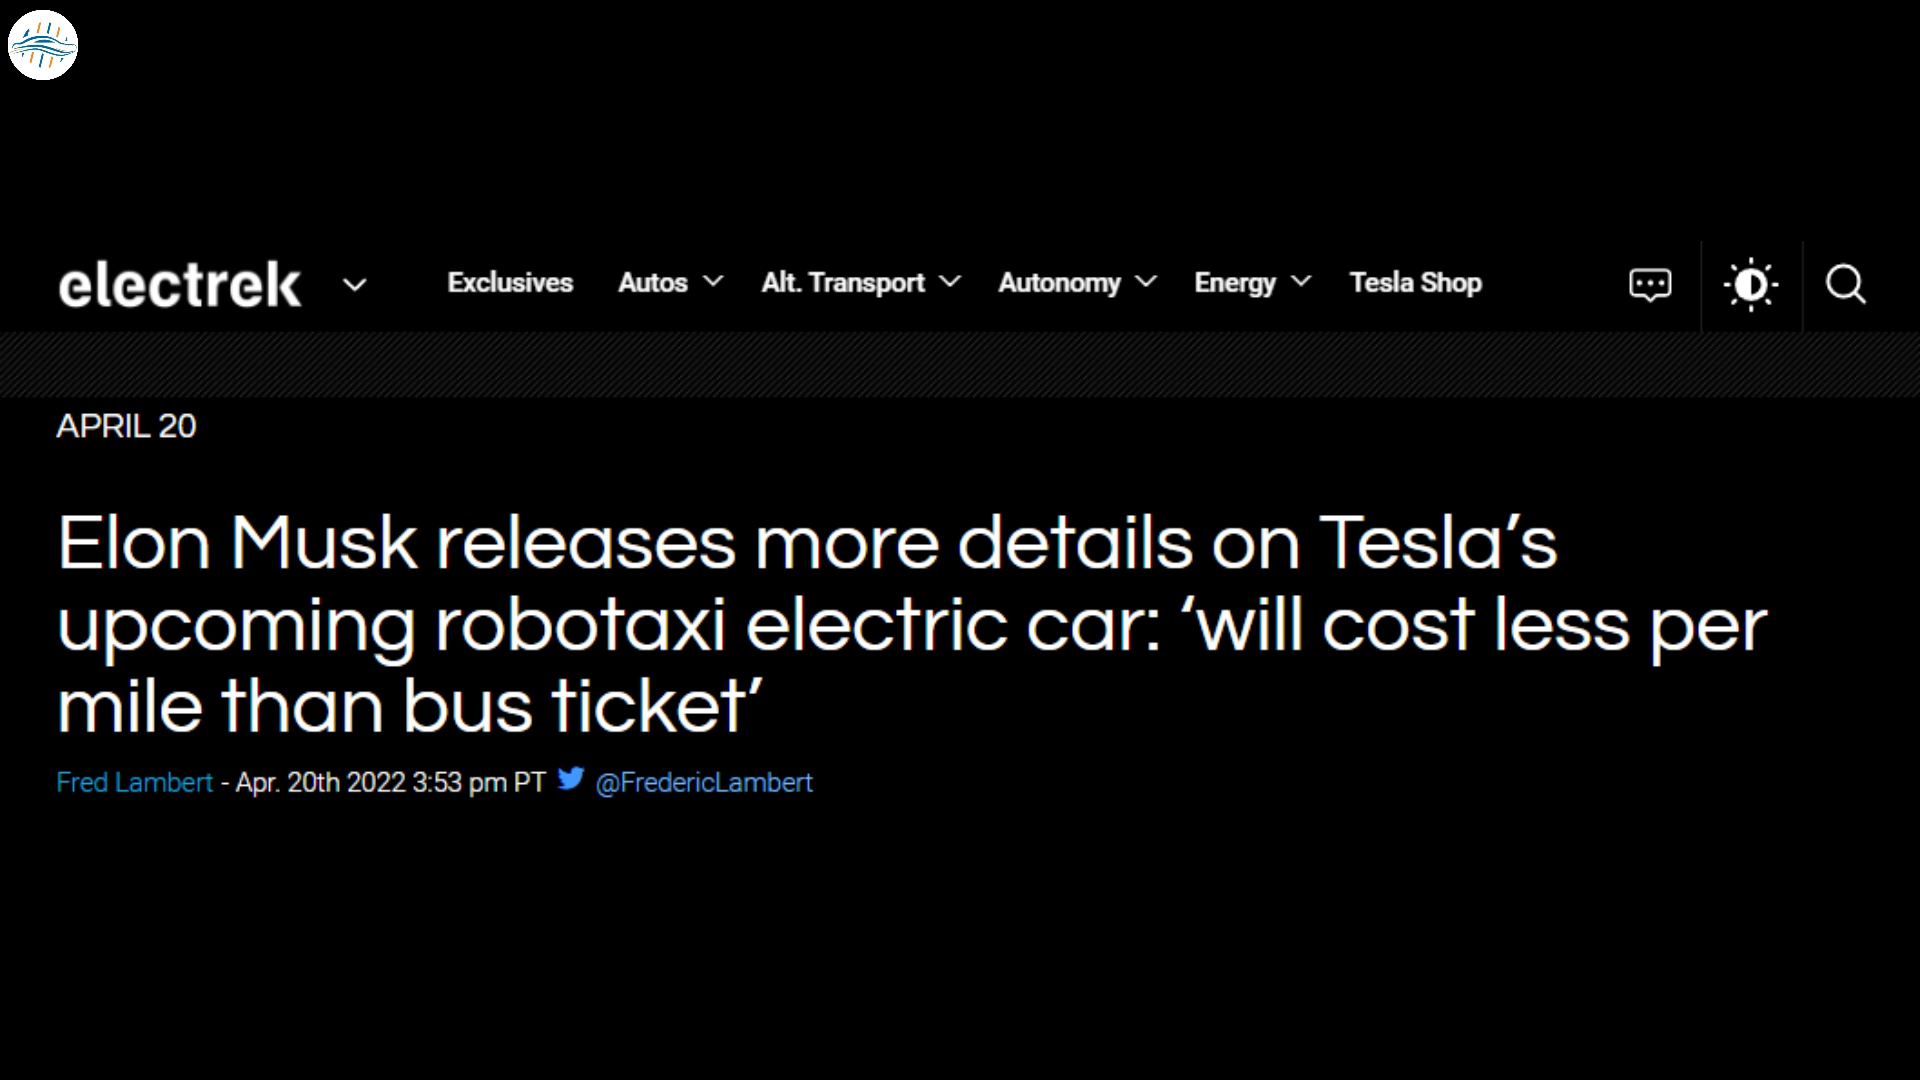 electrek Exclusives Autos Alt. Transport Autonomy Energy Tesla Shop
APRIL 20
Elon Musk releases more details on Tesla’s
upcoming robotaxi electric car: ‘will cost less per
mile than bus ticket’
Fred Lambert - Apr. 20th 2022 3:53 pm PT @FredericLambert